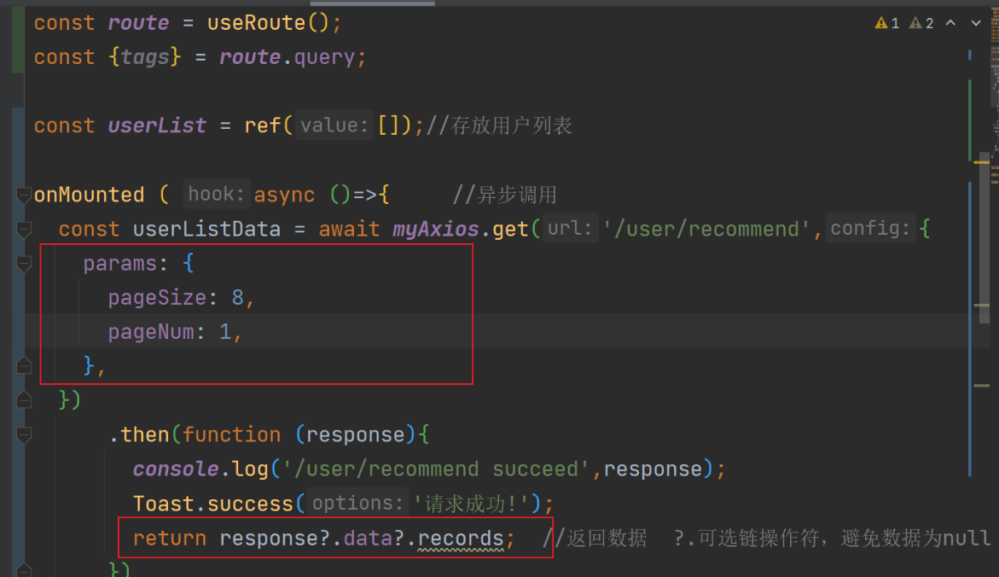 const route = useRoute();
1 2
const {tags} = route.query;
const userList = ref( value: []);//存放用户列表
onMounted ( hook: async ()=>{ //异步调用
const userListData = await myAxios.get( url: '/user/recommend', config: {
params: {
pageSize: 8,
pageNum: 1,
},
})
.then(function (response){
console.log('/user/recommend succeed',response);
Toast.success( options: '请求成功!');
return response?.data?.records; //返回数据 ?.可选链操作符，避免数据为null
})